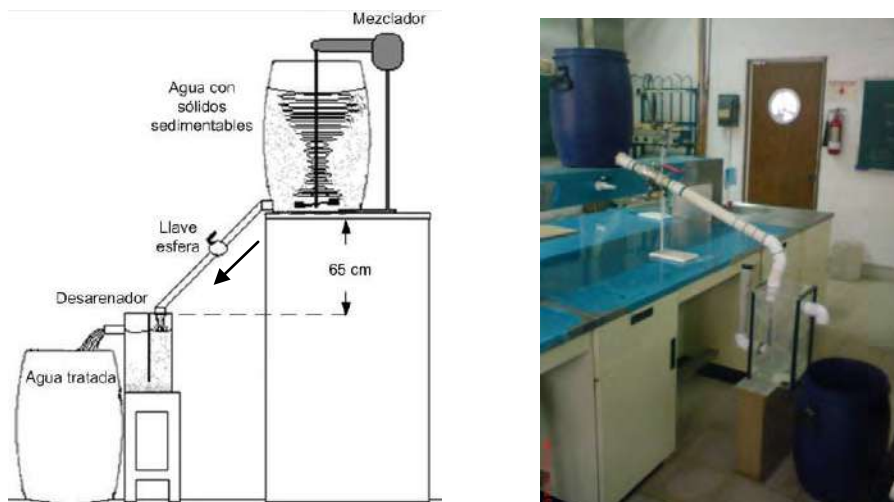 Mezclador
Agua con
sólidos
sedimentables
Llave
esfera
65 cm
Desarenador
Agua tratada